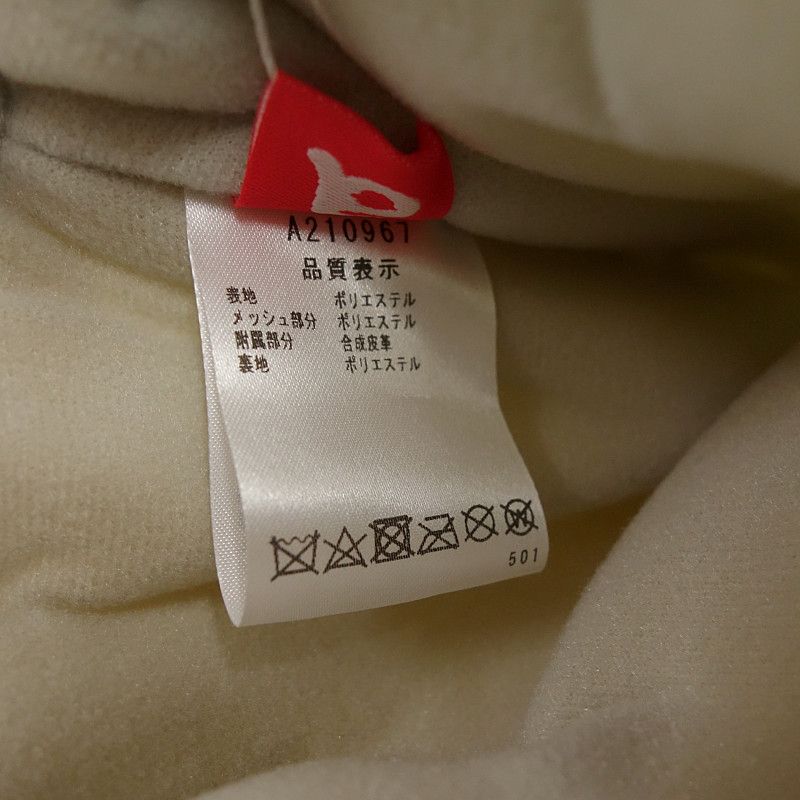 A210967
品質表示
表地 ポリエステル
メッシュ部分 ポリエステル
附属部分 合成皮革
裏地 ポリエステル
501